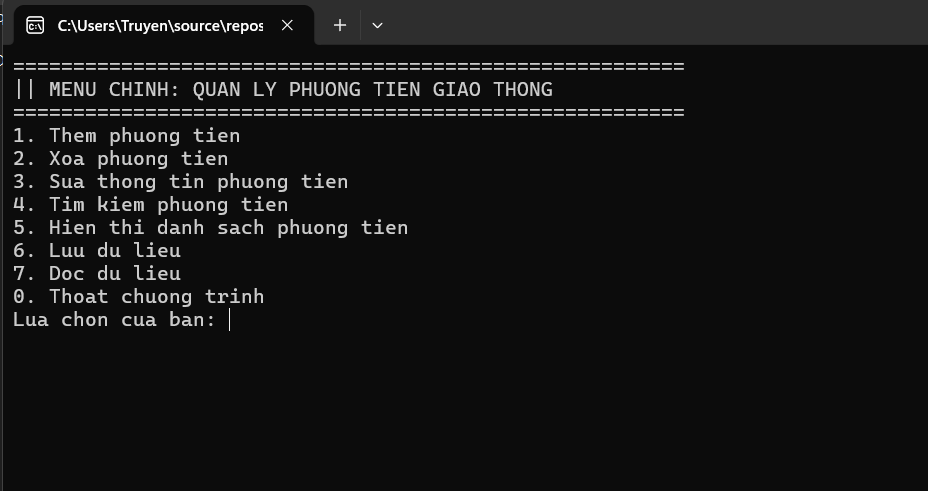 C:\Users\Truyen\source\repos
========================================================
|| MENU CHINH: QUAN LY PHUONG TIEN GIAO THONG
========================================================
1. Them phuong tien
2. Xoa phuong tien
3. Sua thong tin phuong tien
4. Tim kiem phuong tien
5. Hien thi danh sach phuong tien
6. Luu du lieu
7. Doc du lieu
0. Thoat chuong trinh
Lua chon cua ban: